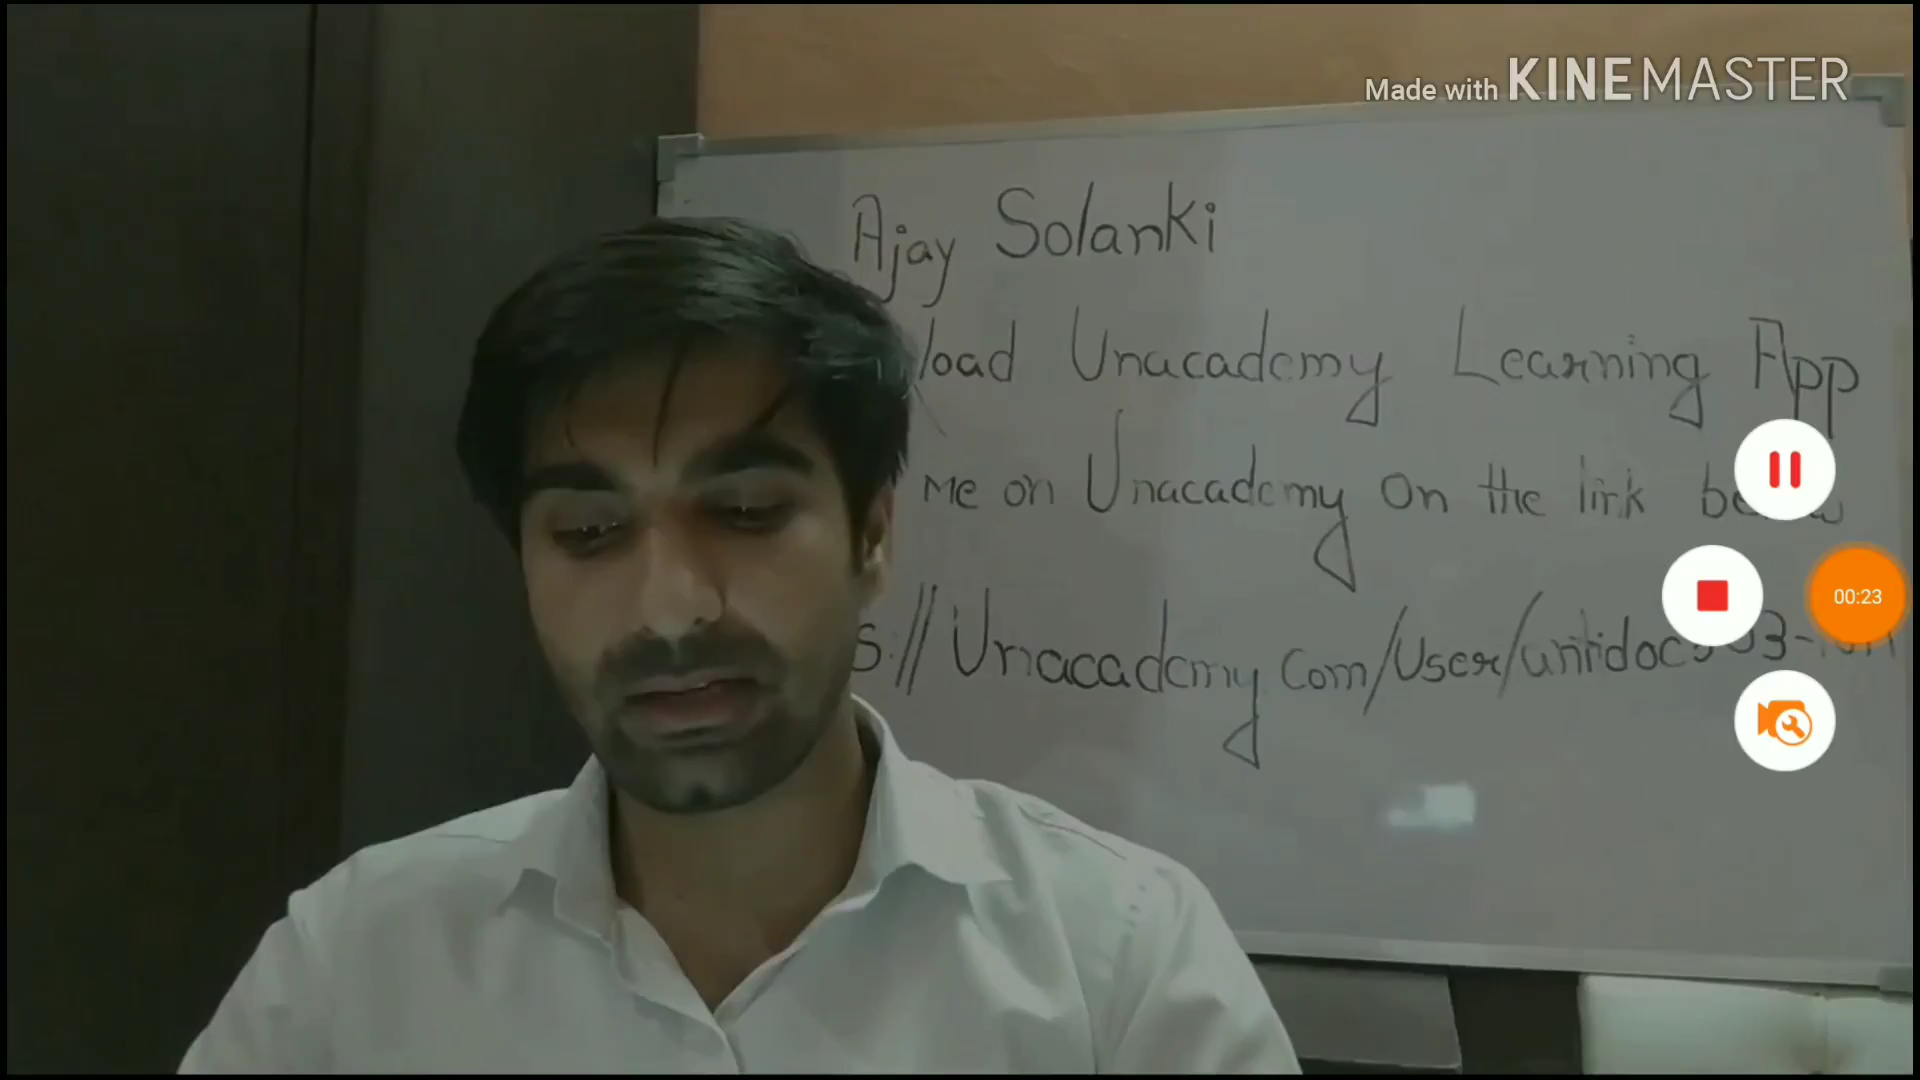 Made with KINEMASTER
Ajay Solanki
load Unacademy Learning App
Me on Unacademy On the link
s://Unacademy.com/User/
00:23